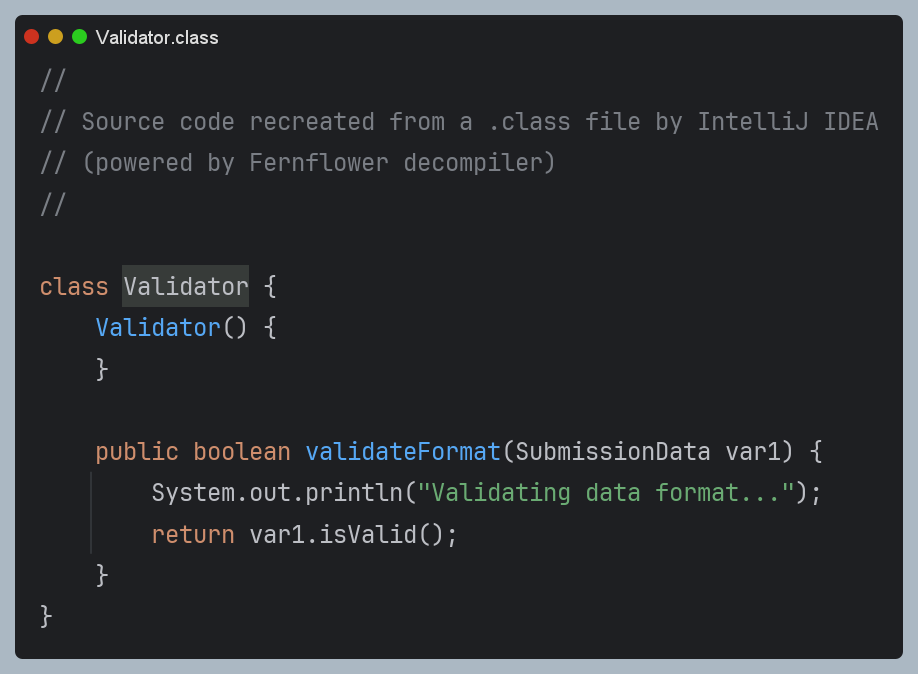 Validator.class
//
// Source code recreated from a .class file by IntelliJ IDEA
// (powered by Fernflower decompiler)
//

class Validator {
    Validator() {
    }

    public boolean validateFormat(SubmissionData var1) {
        System.out.println("Validating data format...");
        return var1.isValid();
    }
}